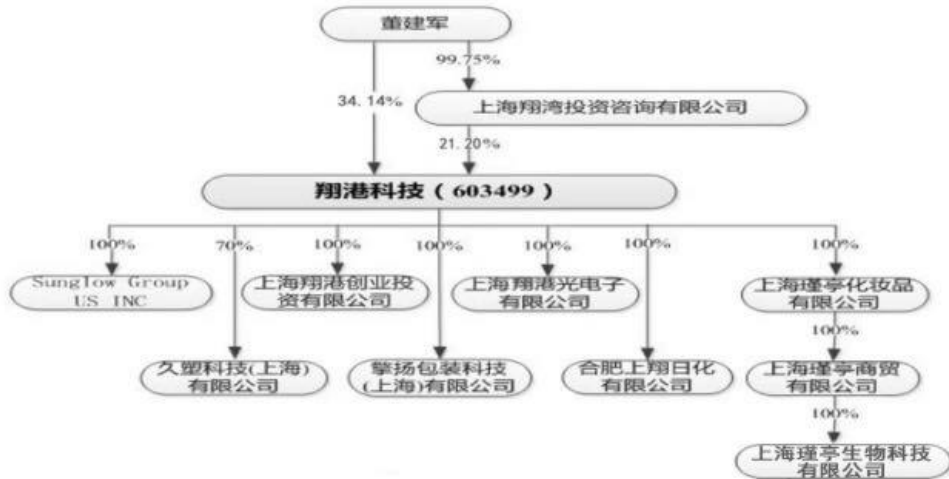 董建军
99.75%
34.14%
上海翔湾投资咨询有限公司
21.20%
翔港科技（603499）
100%
70%
100%
100%
100%
100%
100%
Sunglow Group
US INC
上海翔港创业投
资有限公司
上海翔港光电子
有限公司
上海瑾亭化妆品
有限公司
100%
久塑科技(上海)
有限公司
擎扬包装科技
(上海)有限公司
合肥上翔日化
有限公司
上海瑾亭商贸
有限公司
100%
上海瑾亭生物科技
有限公司